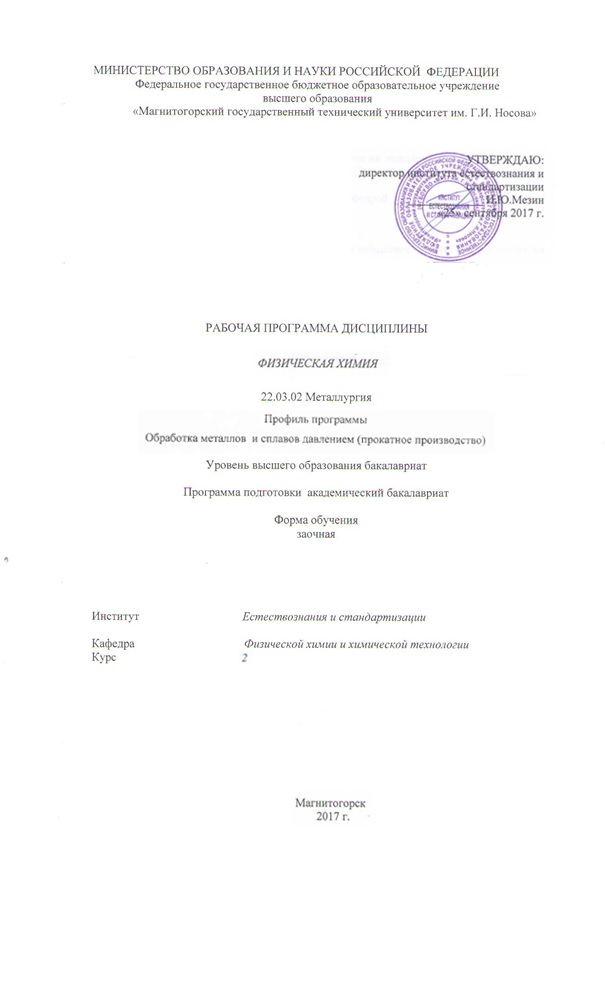 МИНИСТЕРСТВО ОБРАЗОВАНИЯ И НАУКИ РОССИЙСКОЙ ФЕДЕРАЦИИ
Федеральное государственное бюджетное образовательное учреждение
высшего образования
«Магнитогорский государственный технический университет им. Г.И. Носова»
УТВЕРЖДАЮ:
директор института естествознания и
стандартизации
И.Ю.Мезин
сентября 2017 г.
РАБОЧАЯ ПРОГРАММА ДИСЦИПЛИНЫ
ФИЗИЧЕСКАЯ ХИМИЯ
22.03.02 Металлургия
Профиль программы
Обработка металлов и сплавов давлением (прокатное производство)
Уровень высшего образования бакалавриат
Программа подготовки академический бакалавриат
Форма обучения
заочная
Институт Естествознания и стандартизации
Кафедра Физической химии и химической технологии
Курс 2
Магнитогорск
2017 г.